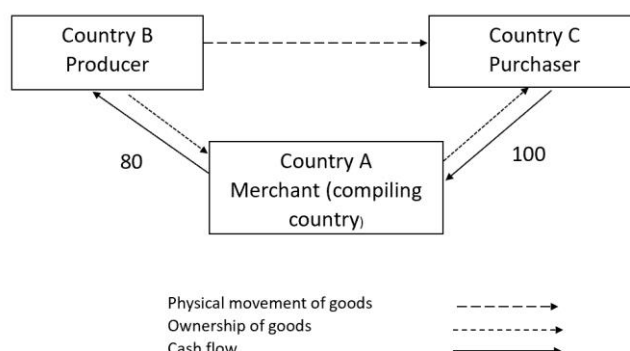 Country B
Producer
Country C
Purchaser
80
100
Country A
Merchant (compiling
country)
Physical movement of goods
Ownership of goods
Cash flow